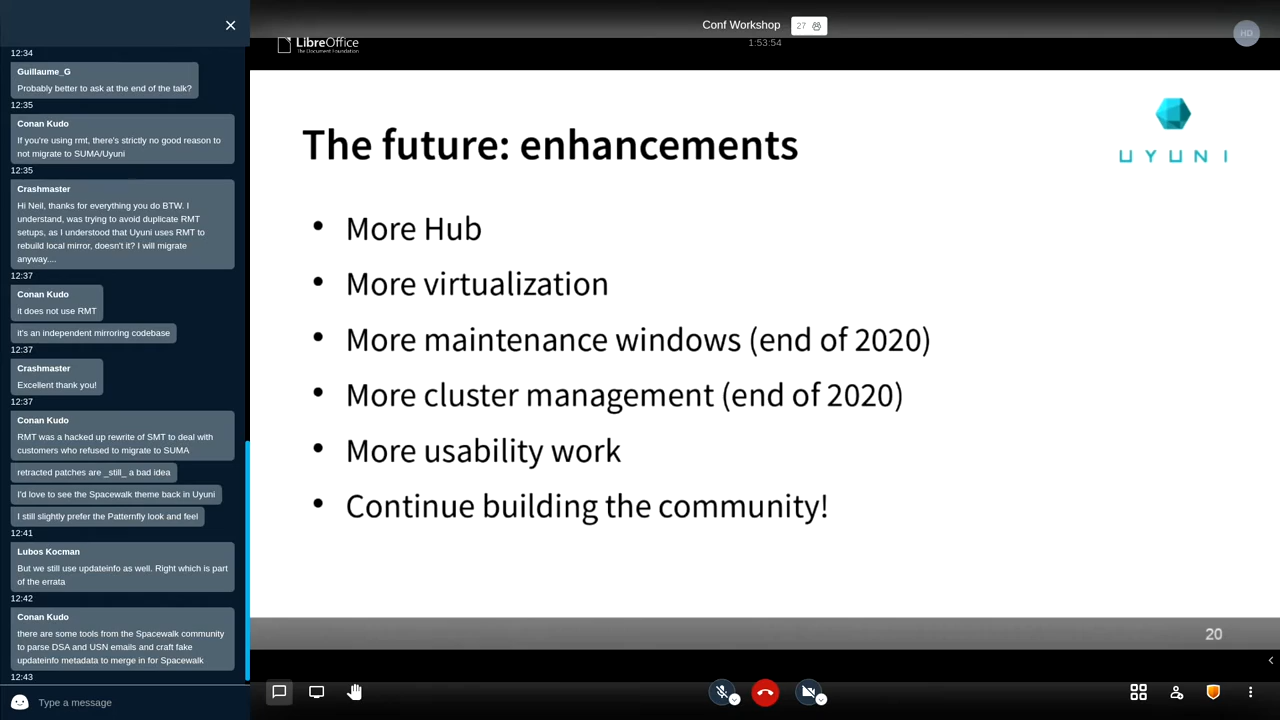 12:34
Guillaume_G
Probably better to ask at the end of the talk?
12:35
Conan Kudo
If you're using rmt, there's strictly no good reason to
not migrate to SUMA/Uyuni
12:35
Crashmaster
Hi Neil, thanks for everything you do BTW. I
understand, was trying to avoid duplicate RMT
setups, as I understood that Uyuni uses RMT to
rebuild local mirror, doesn't it? I will migrate
anyway....
12:37
Conan Kudo
it does not use RMT
it's an independent mirroring codebase
12:37
Crashmaster
Excellent thank you!
12:37
Conan Kudo
RMT was a hacked up rewrite of SMT to deal with
customers who refused to migrate to SUMA
retracted patches are _still_ a bad idea
I'd love to see the Spacewalk theme back in Uyuni
I still slightly prefer the Patternfly look and feel
12:41
Lubos Kocman
But we still use updateinfo as well. Right which is part
of the errata
12:42
Conan Kudo
there are some tools from the Spacewalk community
to parse DSA and USN emails and craft fake
updateinfo metadata to merge in for Spacewalk
12:43
Type a message
Conf Workshop
27
1:53:54
HD
LibreOffice
The Document Foundation
UYUNI
The future: enhancements
• More Hub
• More virtualization
• More maintenance windows (end of 2020)
• More cluster management (end of 2020)
• More usability work
• Continue building the community!
20